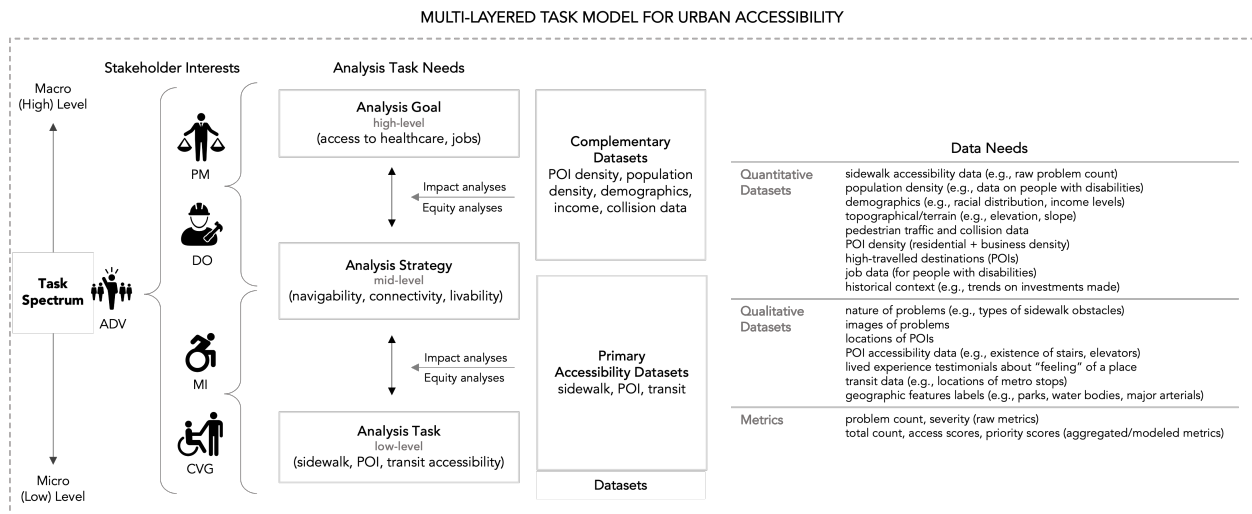 MULTI-LAYERED TASK MODEL FOR URBAN ACCESSIBILITY
Stakeholder Interests
Analysis Task Needs
Macro
(High) Level
Task
Spectrum
Micro
(Low) Level
ADV
PM
DO
MI
CVG
Analysis Goal
high-level
(access to healthcare, jobs)
Impact analyses
Equity analyses
Analysis Strategy
mid-level
(navigability, connectivity, livability)
Impact analyses
Equity analyses
Analysis Task
low-level
(sidewalk, POI, transit accessibility)
Complementary
Datasets
POI density, population
density, demographics,
income, collision data
Primary
Accessibility Datasets
sidewalk, POI, transit
Datasets
Data Needs
Quantitative
Datasets
sidewalk accessibility data (e.g., raw problem count)
population density (e.g., data on people with disabilities)
demographics (e.g., racial distribution, income levels)
topographical/terrain (e.g., elevation, slope)
pedestrian traffic and collision data
POI density (residential + business density)
high-travelled destinations (POIs)
job data (for people with disabilities)
historical context (e.g., trends on investments made)
Qualitative
Datasets
nature of problems (e.g., types of sidewalk obstacles)
images of problems
locations of POIs
POI accessibility data (e.g., existence of stairs, elevators)
lived experience testimonials about “feeling” of a place
transit data (e.g., locations of metro stops)
geographic features labels (e.g., parks, water bodies, major arterials)
Metrics
problem count, severity (raw metrics)
total count, access scores, priority scores (aggregated/modeled metrics)